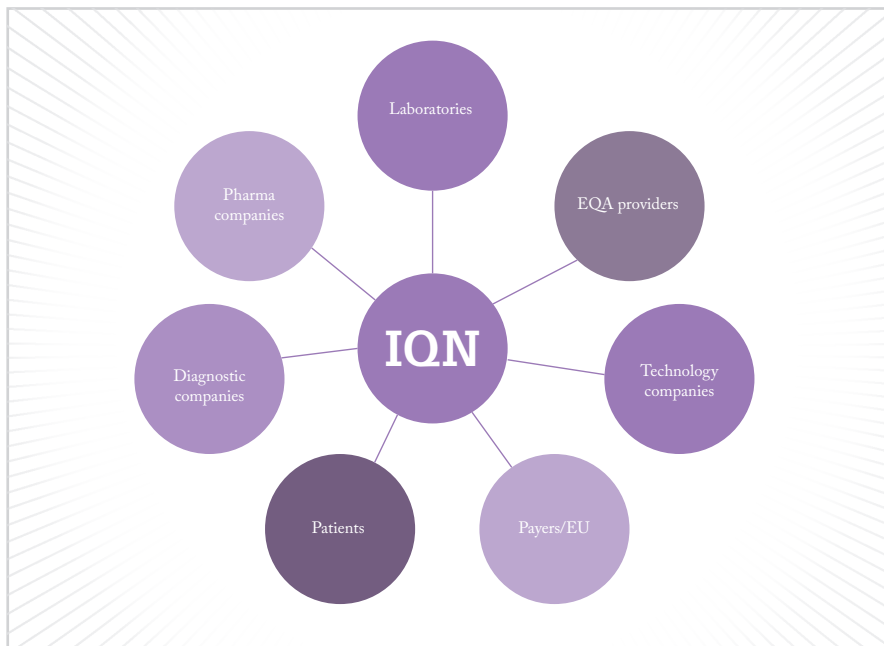 Laboratories
Pharma
companies
EQA providers
IQN
Diagnostic
companies
Technology
companies
Patients
Payers/EU